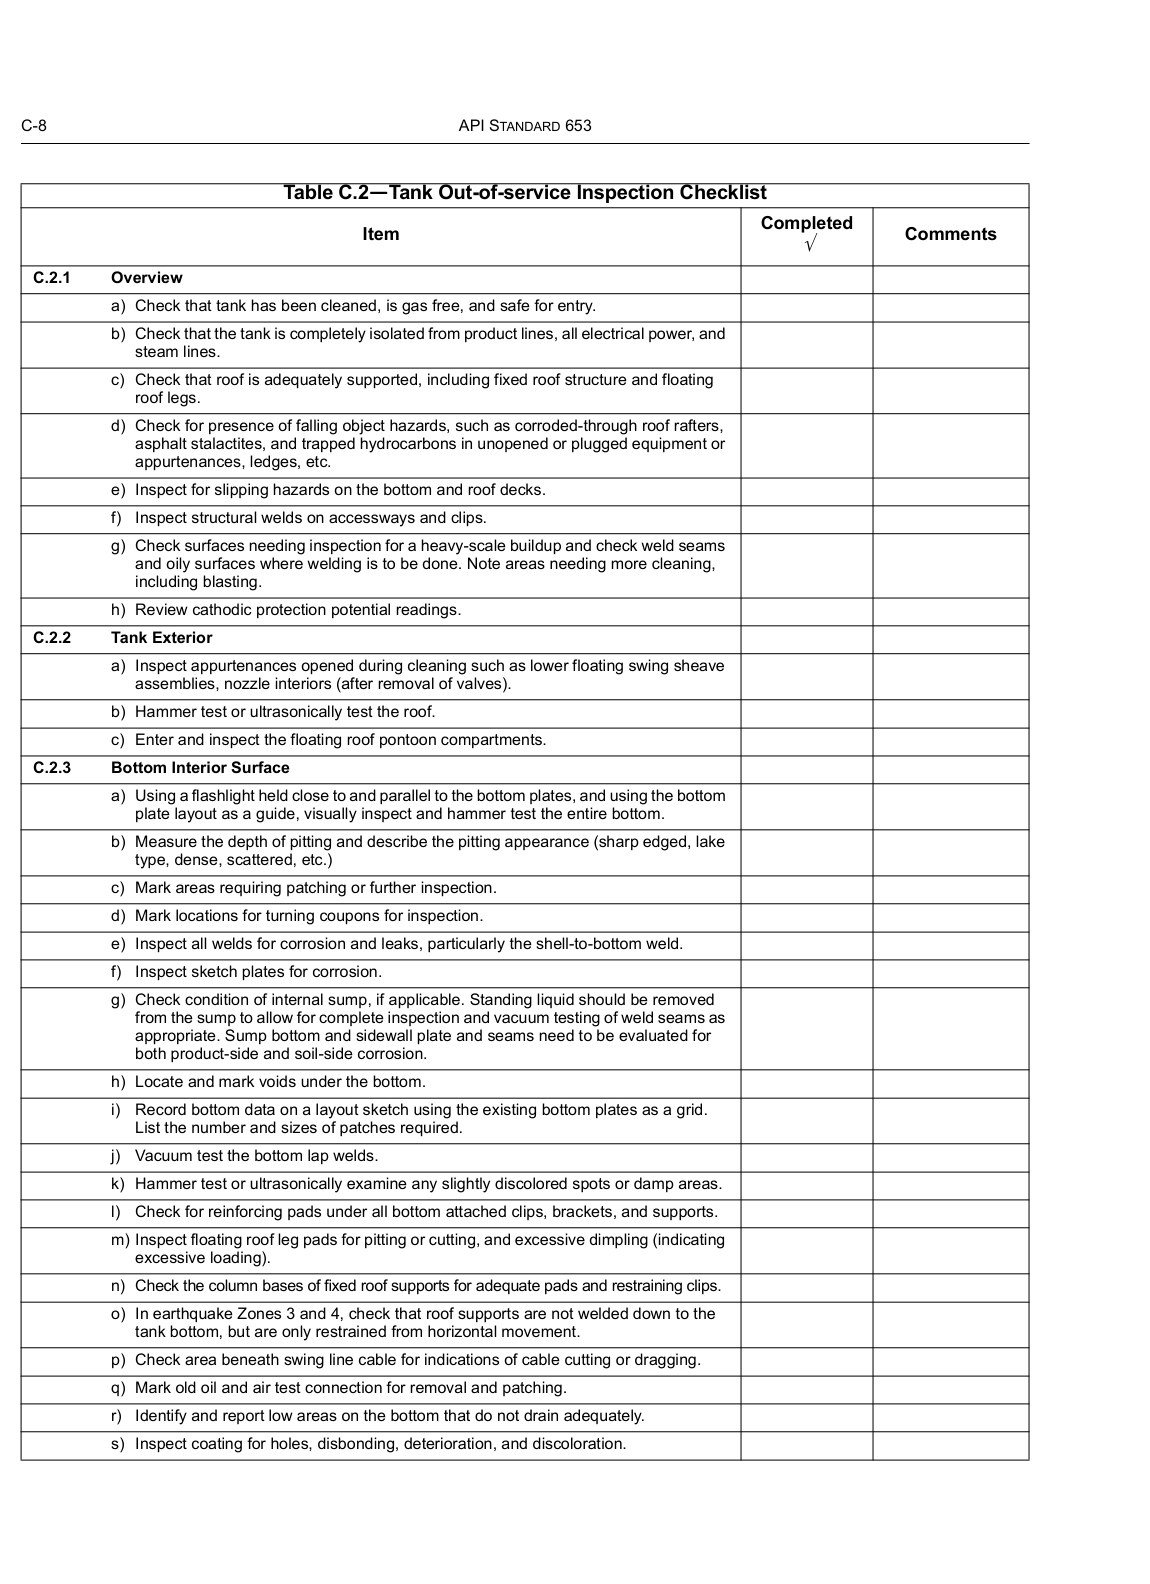 C-8
API STANDARD 653
Table C.2—Tank Out-of-service Inspection Checklist
Item
Completed
√
Comments
C.2.1 Overview
a) Check that tank has been cleaned, is gas free, and safe for entry.
b) Check that the tank is completely isolated from product lines, all electrical power, and
steam lines.
c) Check that roof is adequately supported, including fixed roof structure and floating
roof legs.
d) Check for presence of falling object hazards, such as corroded-through roof rafters,
asphalt stalactites, and trapped hydrocarbons in unopened or plugged equipment or
appurtenances, ledges, etc.
e) Inspect for slipping hazards on the bottom and roof decks.
f) Inspect structural welds on accessways and clips.
g) Check surfaces needing inspection for a heavy-scale buildup and check weld seams
and oily surfaces where welding is to be done. Note areas needing more cleaning,
including blasting.
h) Review cathodic protection potential readings.
C.2.2 Tank Exterior
a) Inspect appurtenances opened during cleaning such as lower floating swing sheave
assemblies, nozzle interiors (after removal of valves).
b) Hammer test or ultrasonically test the roof.
c) Enter and inspect the floating roof pontoon compartments.
C.2.3 Bottom Interior Surface
a) Using a flashlight held close to and parallel to the bottom plates, and using the bottom
plate layout as a guide, visually inspect and hammer test the entire bottom.
b) Measure the depth of pitting and describe the pitting appearance (sharp edged, lake
type, dense, scattered, etc.)
c) Mark areas requiring patching or further inspection.
d) Mark locations for turning coupons for inspection.
e) Inspect all welds for corrosion and leaks, particularly the shell-to-bottom weld.
f) Inspect sketch plates for corrosion.
g) Check condition of internal sump, if applicable. Standing liquid should be removed
from the sump to allow for complete inspection and vacuum testing of weld seams as
appropriate. Sump bottom and sidewall plate and seams need to be evaluated for
both product-side and soil-side corrosion.
h) Locate and mark voids under the bottom.
i) Record bottom data on a layout sketch using the existing bottom plates as a grid.
List the number and sizes of patches required.
j) Vacuum test the bottom lap welds.
k) Hammer test or ultrasonically examine any slightly discolored spots or damp areas.
l) Check for reinforcing pads under all bottom attached clips, brackets, and supports.
m) Inspect floating roof leg pads for pitting or cutting, and excessive dimpling (indicating
excessive loading).
n) Check the column bases of fixed roof supports for adequate pads and restraining clips.
o) In earthquake Zones 3 and 4, check that roof supports are not welded down to the
tank bottom, but are only restrained from horizontal movement.
p) Check area beneath swing line cable for indications of cable cutting or dragging.
q) Mark old oil and air test connection for removal and patching.
r) Identify and report low areas on the bottom that do not drain adequately.
s) Inspect coating for holes, disbonding, deterioration, and discoloration.